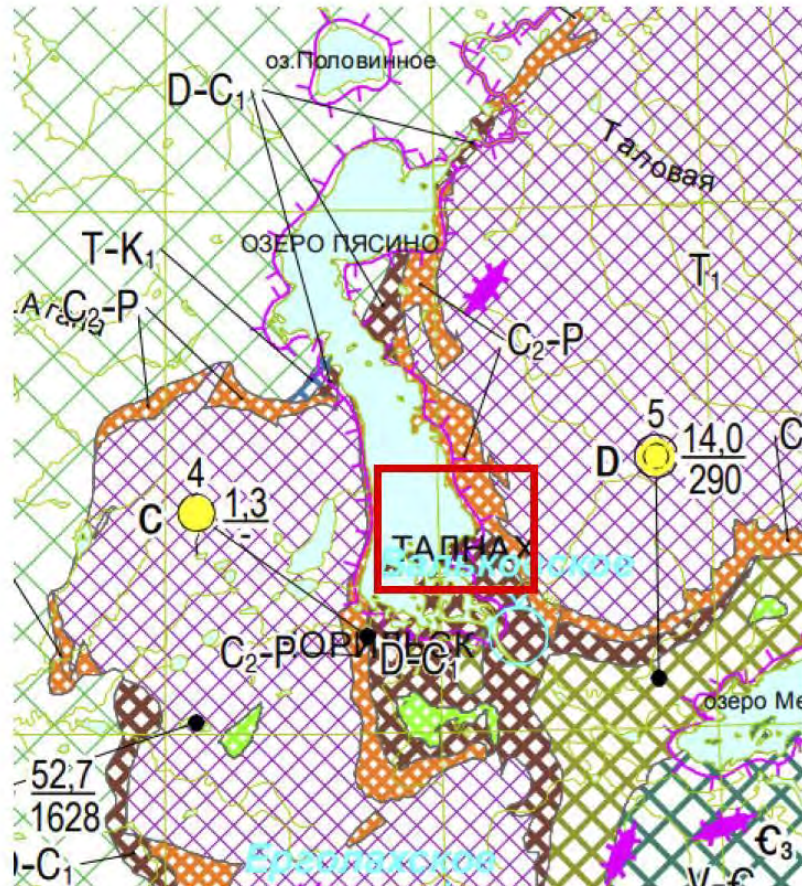 оз.Половинное
D-C₁
Таловая
ОЗЕРО ПЯСИНО
T-K₁
T₁
C₂-P
C₂-P
5
D 14,0
290
4
C 1,3
-
ТАЛНАХ
C₂-P
ОРИЛЬСК
D-C₁
озеро Ме
52,7
1628
Ерголахское
Є₃
)-C₁